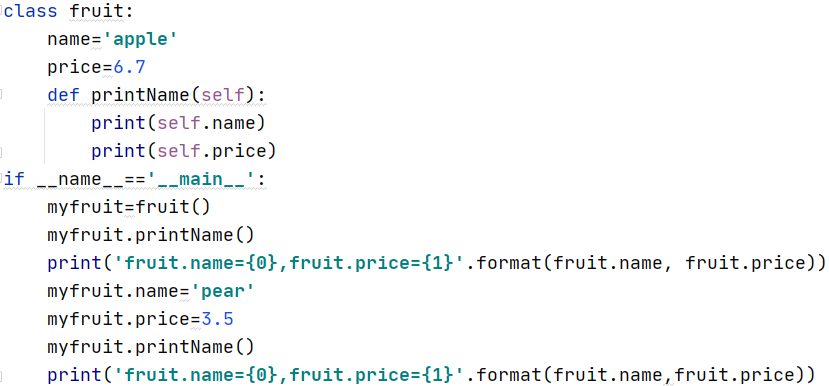 class fruit:
    name='apple'
    price=6.7
    def printName(self):
        print(self.name)
        print(self.price)
if __name__=='__main__':
    myfruit=fruit()
    myfruit.printName()
    print('fruit.name={0},fruit.price={1}'.format(fruit.name, fruit.price))
    myfruit.name='pear'
    myfruit.price=3.5
    myfruit.printName()
    print('fruit.name={0},fruit.price={1}'.format(fruit.name,fruit.price))